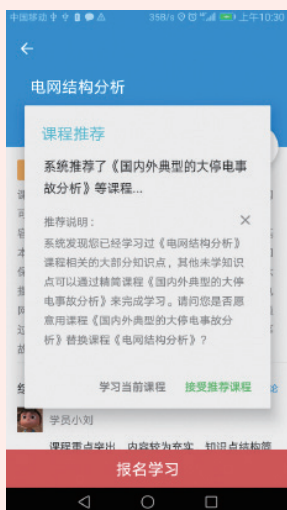 中国移动
358/s
上午10:30
电网结构分析
课程推荐
系统推荐了《国内外典型的大停电事
故分析》等课程...
推荐说明：
系统发现您已经学习过《电网结构分析》
课程相关的大部分知识点，其他未学知识
点可以通过精简课程《国内外典型的大停
电事故分析》来完成学习。请问您是否愿
意用课程《国内外典型的大停电事故分
析》替换课程《电网结构分析》？
学习当前课程 接受推荐课程
学员小刘
课程重点突出，内容较为充实，知识点结构简
报名学习